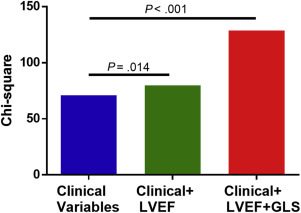 150
P < .001
100
P = .014
50
0
Chi-square
Clinical
Variables
Clinical+
LVEF
Clinical+
LVEF+GLS